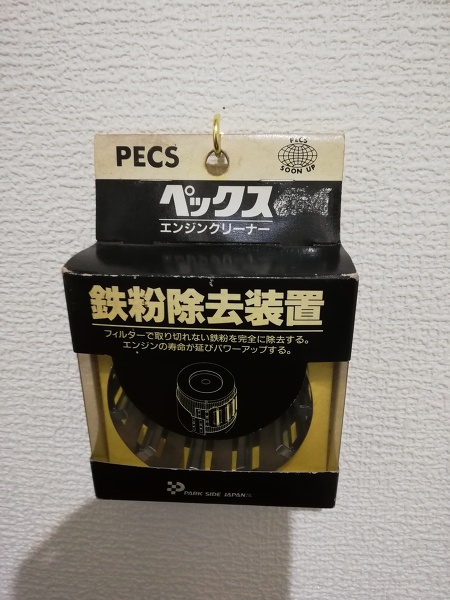 PECS
PECS
SOON UP
ペックス
エンジンクリーナー
鉄粉除去装置
フィルターで取り切れない鉄粉を完全に除去する。
エンジンの寿命が延びパワーアップする。
PARK SIDE JAPAN